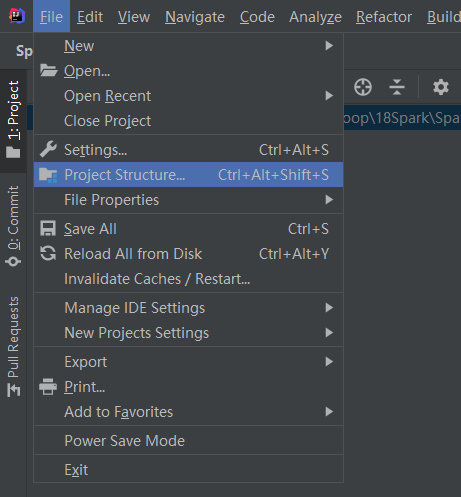 File Edit View Navigate Code Analyze Refactor Build
Sp
New
Open...
Open Recent
Close Project
oop\18Spark\Spa
Settings... Ctrl+Alt+S
Project Structure... Ctrl+Alt+Shift+S
File Properties
Save All Ctrl+S
Reload All from Disk Ctrl+Alt+Y
Invalidate Caches / Restart...
Manage IDE Settings
New Projects Settings
Export
Print...
Add to Favorites
Power Save Mode
Exit
1: Project
0: Commit
Pull Requests